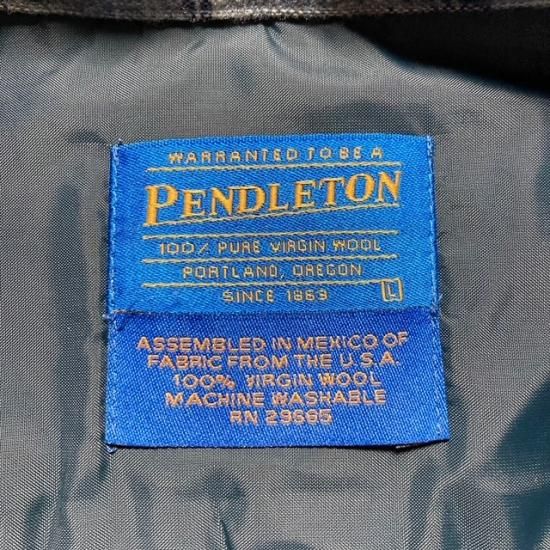 WARRANTED TO BE A
PENDLETON
100% PURE VIRGIN WOOL
PORTLAND, OREGON
SINCE 1863 L
ASSEMBLED IN MEXICO OF
FABRIC FROM THE U.S.A.
100% VIRGIN WOOL
MACHINE WASHABLE
RN 29685